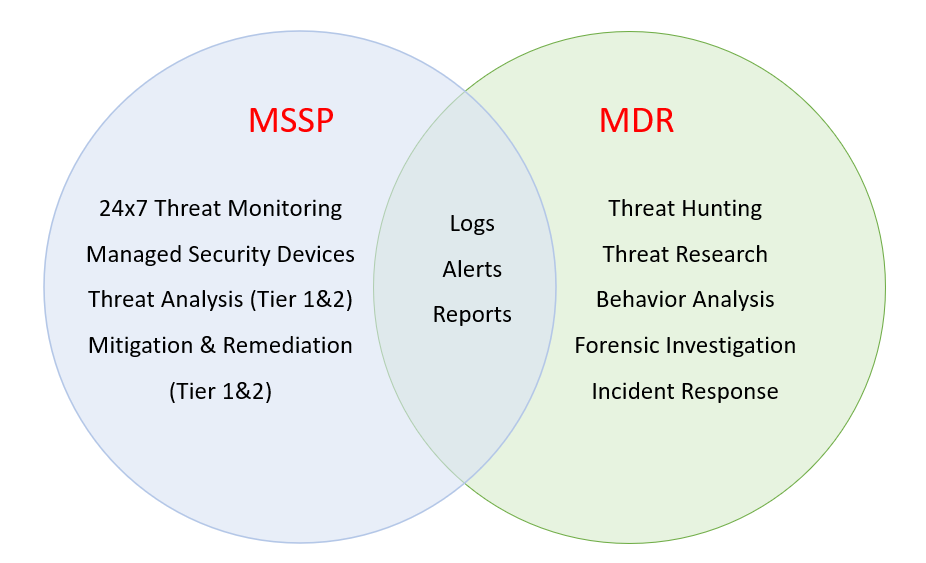 MSSP
24x7 Threat Monitoring
Managed Security Devices
Threat Analysis (Tier 1&2)
Mitigation & Remediation
(Tier 1&2)
Logs
Alerts
Reports
MDR
Threat Hunting
Threat Research
Behavior Analysis
Forensic Investigation
Incident Response